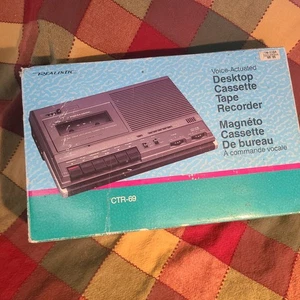 REALISTIC
Voice-Actuated
Desktop
Cassette
Tape
Recorder
Magnéto
Cassette
De bureau
A commande vocale
CTR-69